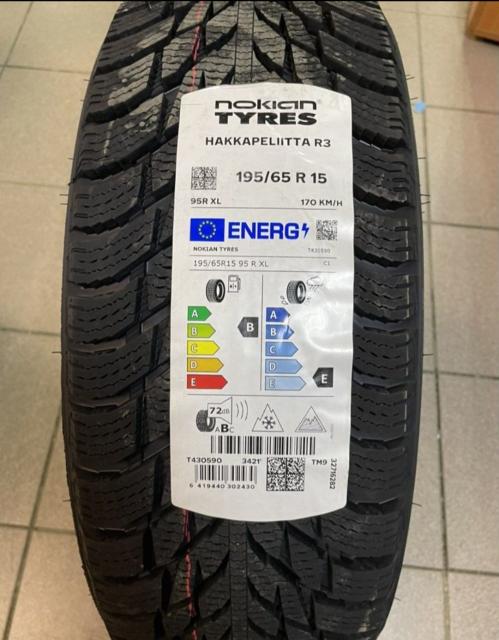 nokian
TYRES
HAKKAPELIITTA R3
195/65 R 15
95R XL 170 KM/H
ENERG
NOKIAN TYRES T430590
195/65R15 95 R XL C1
A A
B B B
C C
D D
E E E
72dB
ABC
T430590 3421 TM9
6 419440 302430
32716282